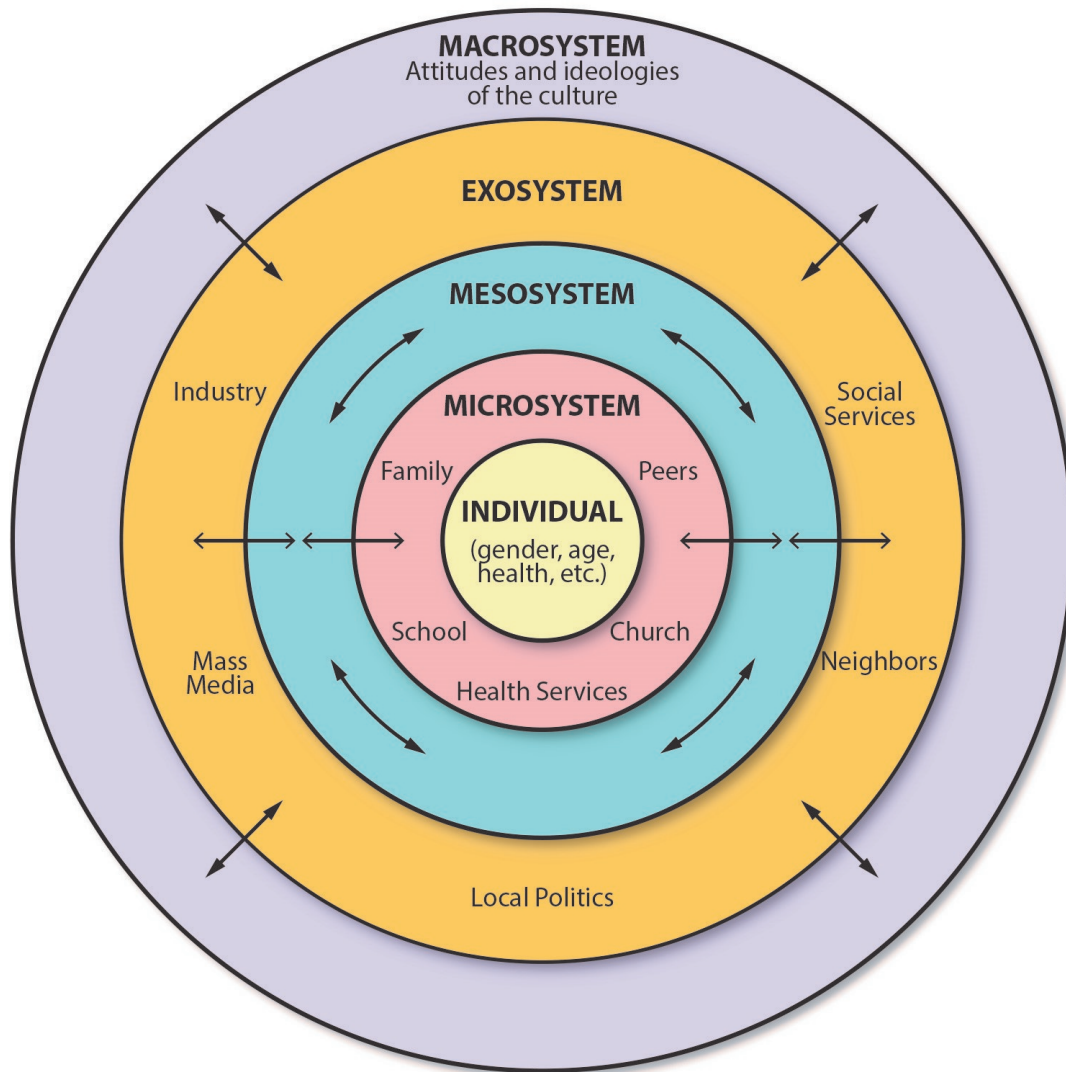 MACROSYSTEM
Attitudes and ideologies
of the culture
EXOSYSTEM
MESOSYSTEM
Industry
Social
Services
MICROSYSTEM
Family
Peers
INDIVIDUAL
(gender, age,
health, etc.)
School
Church
Mass
Media
Neighbors
Health Services
Local Politics